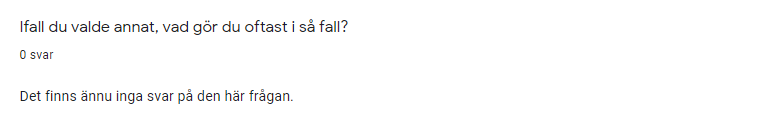 Ifall du valde annat, vad gör du oftast i så fall?
0 svar
Det finns ännu inga svar på den här frågan.